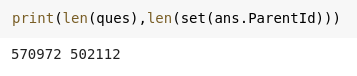 print(len(ques),len(set(ans.ParentId)))
570972 502112